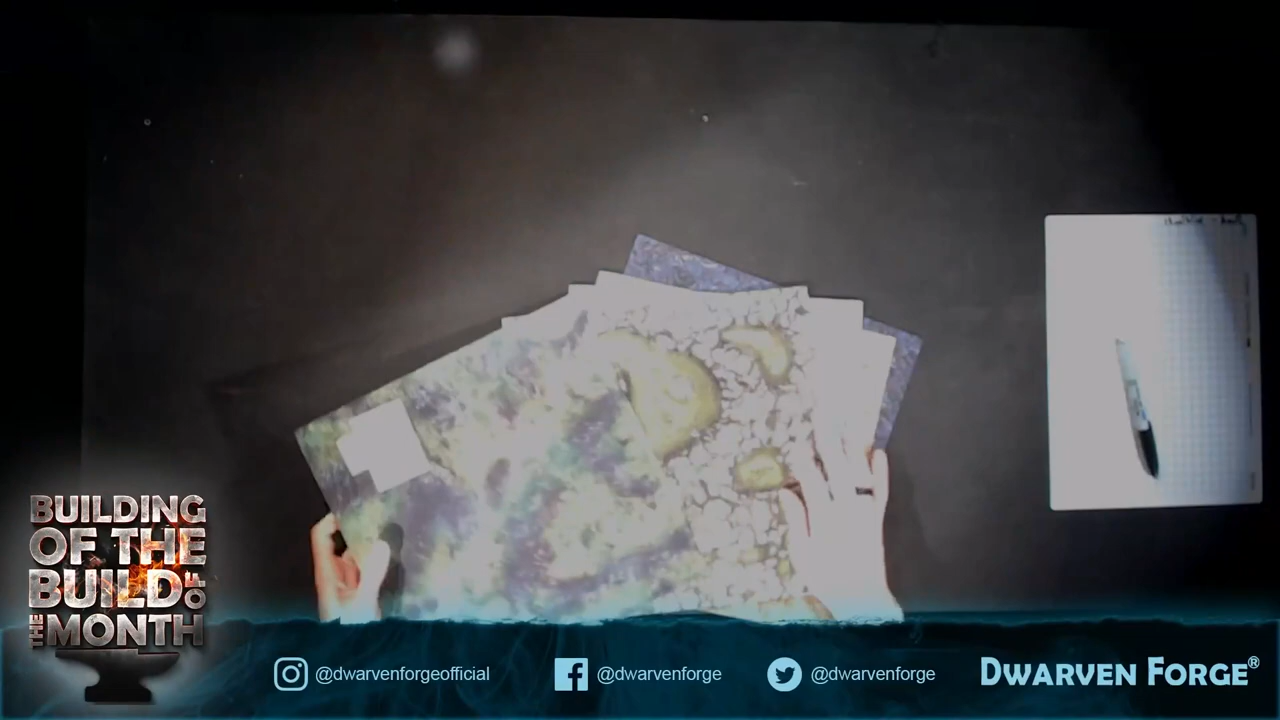 BUILDING
OF THE
BUILD OF
THE MONTH
@dwarvenforgeofficial
@dwarvenforge
@dwarvenforge
DWARVEN FORGE®